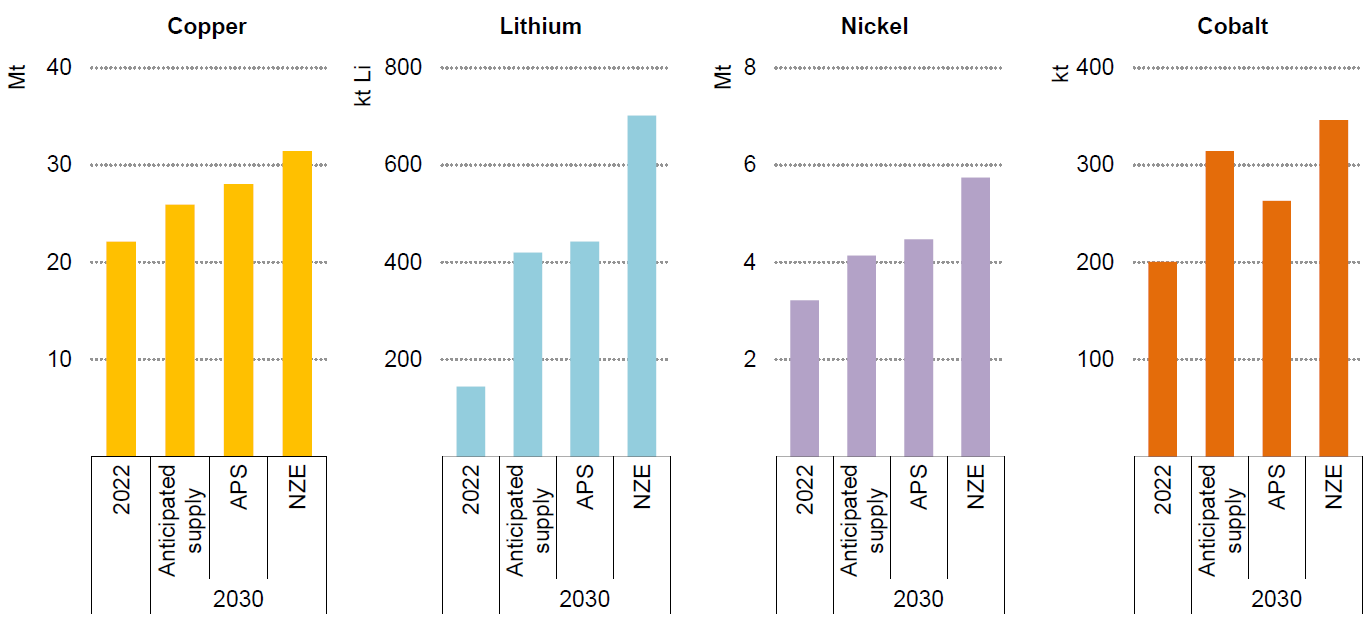 Copper
Mt
40
30
20
10
2022
Anticipated
supply
APS
NZE
2030
Lithium
kt Li
800
600
400
200
2022
Anticipated
supply
APS
NZE
2030
Nickel
Mt
8
6
4
2
2022
Anticipated
supply
APS
NZE
2030
Cobalt
kt
400
300
200
100
2022
Anticipated
supply
APS
NZE
2030